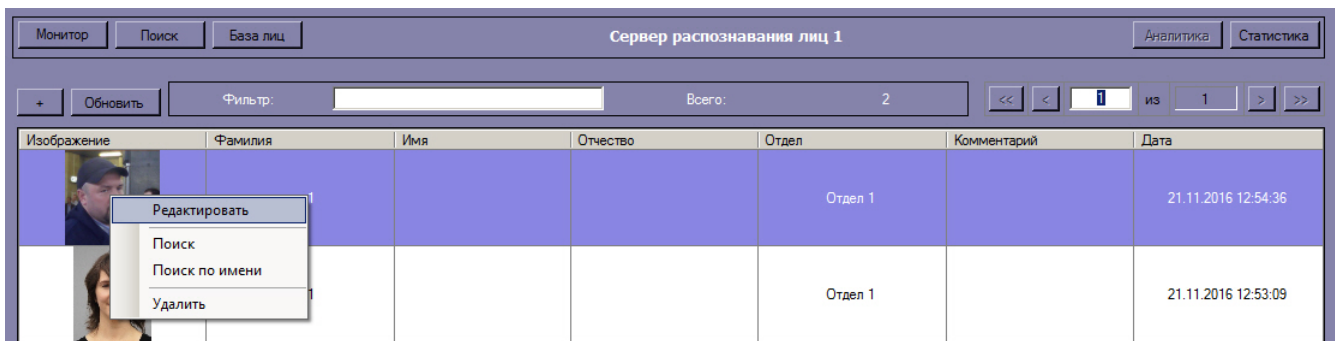 Монитор Поиск База лиц Сервер распознавания лиц 1 Аналитика Статистика
+ Обновить Фильтр: Всего: 2 << < 1 из 1 > >>
Изображение Фамилия Имя Отчество Отдел Комментарий Дата
1 Отдел 1 21.11.2016 12:54:36
Редактировать
Поиск
Поиск по имени
1 Отдел 1 21.11.2016 12:53:09
Удалить